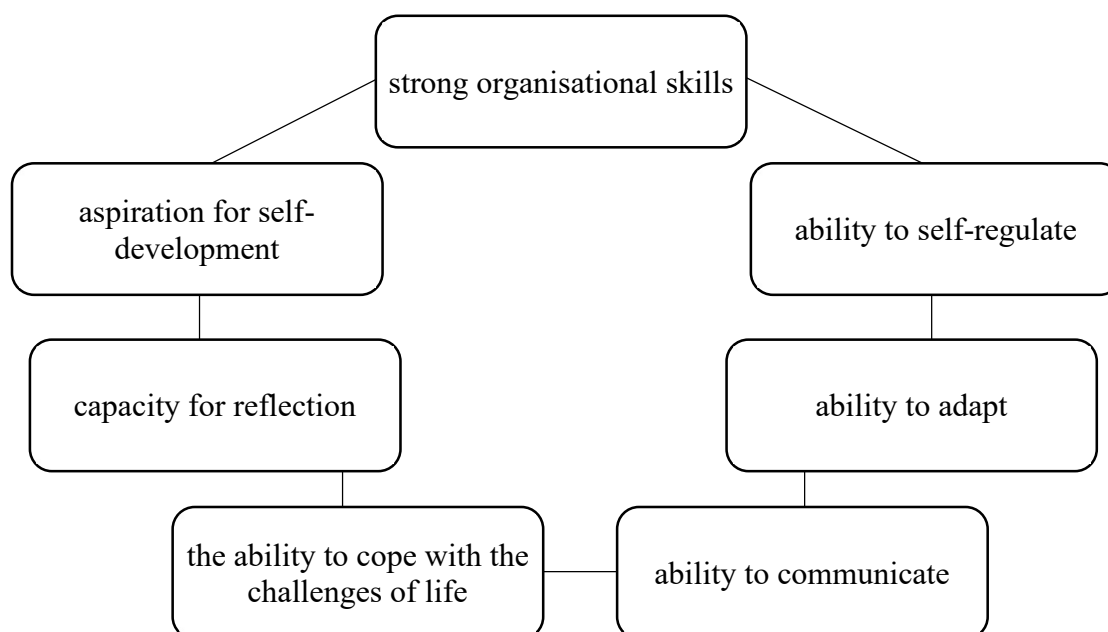 strong organisational skills
aspiration for self-
development
ability to self-regulate
capacity for reflection
ability to adapt
the ability to cope with the
challenges of life
ability to communicate